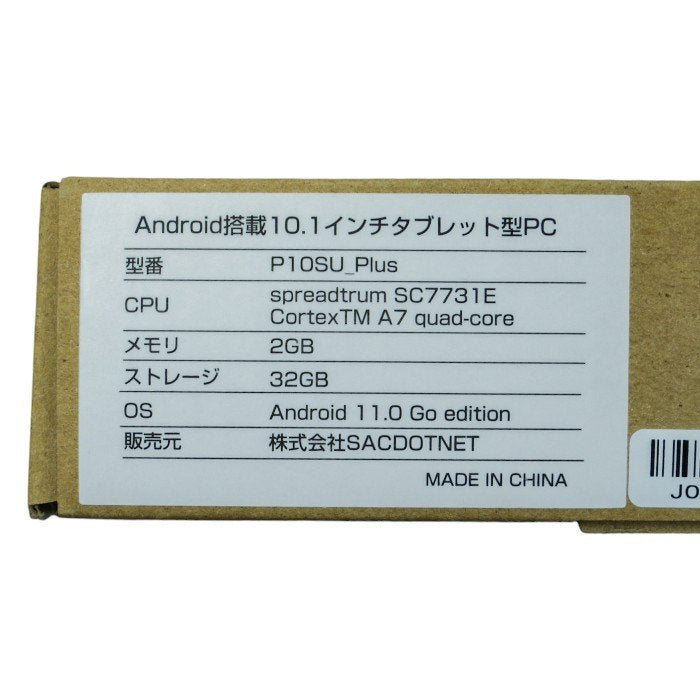 Android搭載10.1インチタブレット型PC
型番 P10SU_Plus
CPU spreadtrum SC7731E
CortexTM A7 quad-core
メモリ 2GB
ストレージ 32GB
OS Android 11.0 Go edition
販売元 株式会社SACDOTNET
MADE IN CHINA
JO